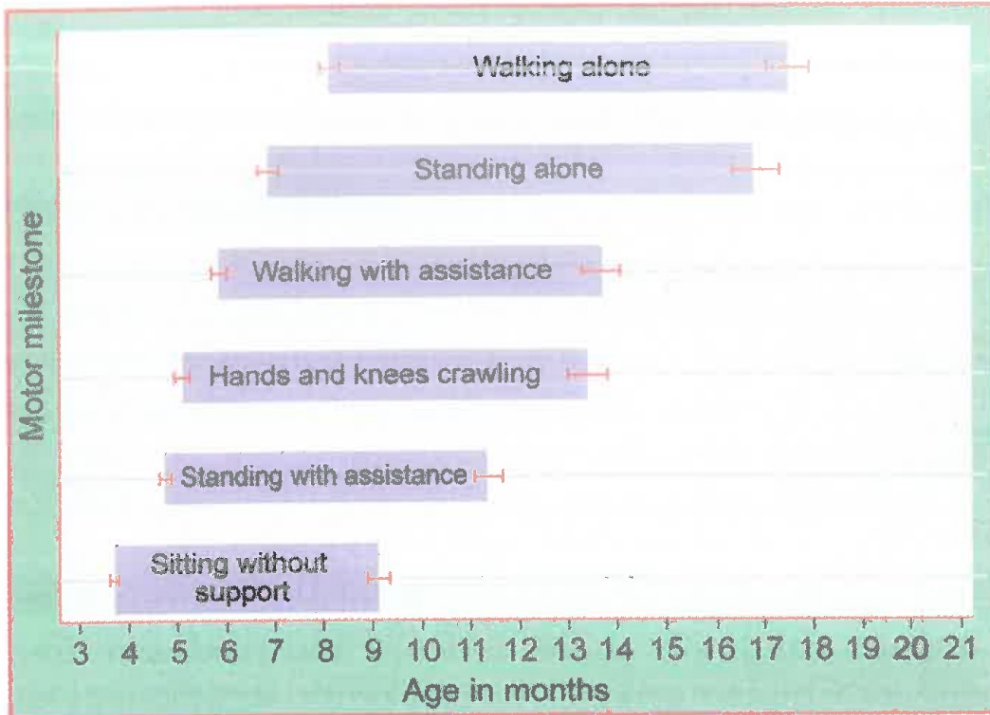 Walking alone
Standing alone
Walking with assistance
Hands and knees crawling
Standing with assistance
Sitting without
support
Motor milestone
3 4 5 6 7 8 9 10 11 12 13 14 15 16 17 18 19 20 21
Age in months